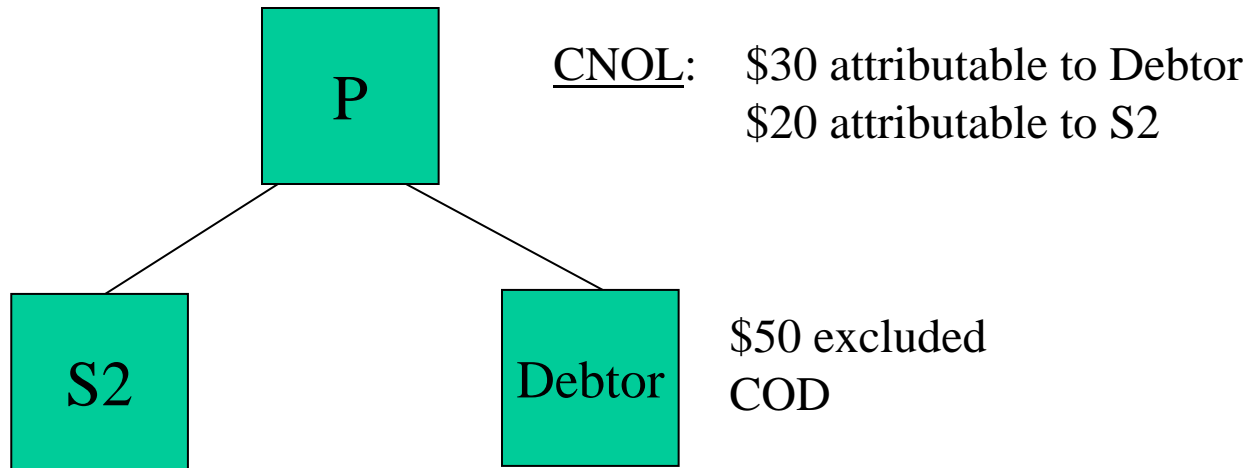 P
CNOL: $30 attributable to Debtor
$20 attributable to S2
S2
Debtor
$50 excluded
COD